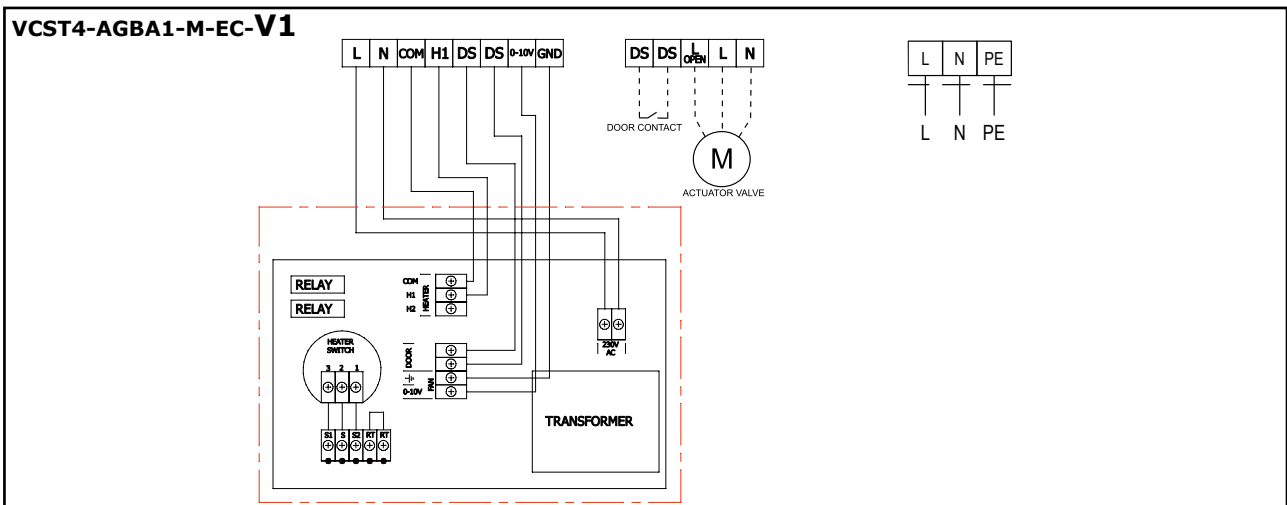 VCST4-AGBA1-M-EC-V1
L N COM H1 DS DS 0-10V GND
DS DS L OPEN L N
L N PE
DOOR CONTACT
M
ACTUATOR VALVE
L N PE
RELAY
RELAY
COM
H1
H2
HEATER
HEATER
SWITCH
3 2 1
DOOR
0-10V
FAN
230V
AC
TRANSFORMER
S1 S S2 RT RT